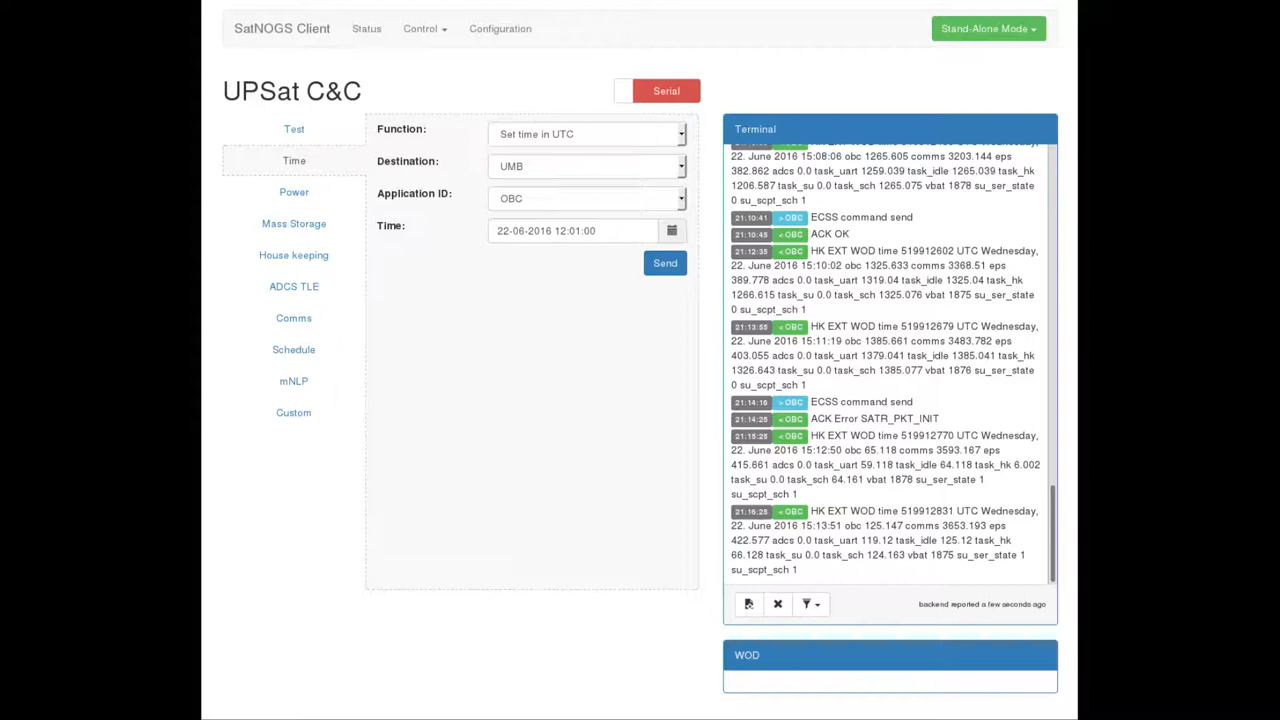 SatNOGS Client Status Control Configuration Stand-Alone Mode
UPSat C&C
Serial
Test
Time
Power
Mass Storage
House keeping
ADCS TLE
Comms
Schedule
mNLP
Custom
Function: Set time in UTC
Destination: UMB
Application ID: OBC
Time: 22-06-2016 12:01:00
Send
Terminal
22. June 2016 15:08:06 obc 1265.605 comms 3203.144 eps
382.862 adcs 0.0 task_uart 1259.039 task_idle 1265.039 task_hk
1206.587 task_su 0.0 task_sch 1265.075 vbat 1878 su_ser_state
0 su_scpt_sch 1
21:10:41 > OBC ECSS command send
21:10:45 < OBC ACK OK
21:12:35 < OBC HK EXT WOD time 519912602 UTC Wednesday,
22. June 2016 15:10:02 obc 1325.633 comms 3368.51 eps
389.778 adcs 0.0 task_uart 1319.04 task_idle 1325.04 task_hk
1266.615 task_su 0.0 task_sch 1325.076 vbat 1875 su_ser_state
0 su_scpt_sch 1
21:13:55 < OBC HK EXT WOD time 519912679 UTC Wednesday,
22. June 2016 15:11:19 obc 1385.661 comms 3483.782 eps
403.055 adcs 0.0 task_uart 1379.041 task_idle 1385.041 task_hk
1326.643 task_su 0.0 task_sch 1385.077 vbat 1876 su_ser_state
0 su_scpt_sch 1
21:14:16 > OBC ECSS command send
21:14:25 < OBC ACK Error SATR_PKT_INIT
21:15:25 < OBC HK EXT WOD time 519912770 UTC Wednesday,
22. June 2016 15:12:50 obc 65.118 comms 3593.167 eps
415.661 adcs 0.0 task_uart 59.118 task_idle 64.118 task_hk 6.002
task_su 0.0 task_sch 64.161 vbat 1878 su_ser_state 1
su_scpt_sch 1
21:16:25 < OBC HK EXT WOD time 519912831 UTC Wednesday,
22. June 2016 15:13:51 obc 125.147 comms 3653.193 eps
422.577 adcs 0.0 task_uart 119.12 task_idle 125.12 task_hk
66.128 task_su 0.0 task_sch 124.163 vbat 1875 su_ser_state 1
su_scpt_sch 1
backend reported a few seconds ago
WOD